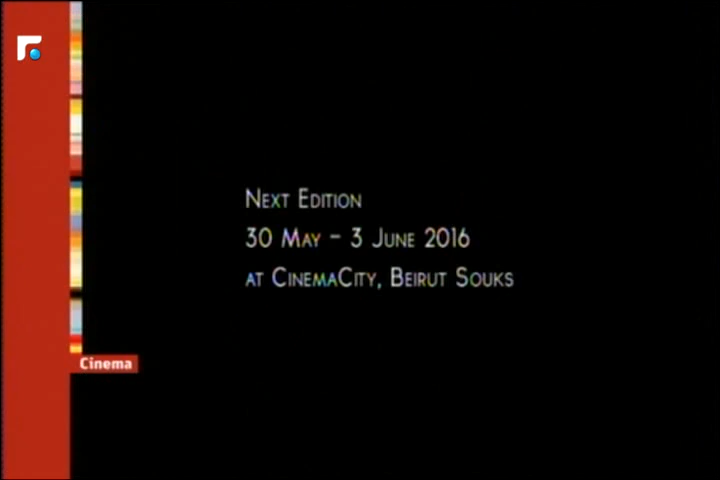 Next Edition
30 May – 3 June 2016
at CinemaCity, Beirut Souks
Cinema